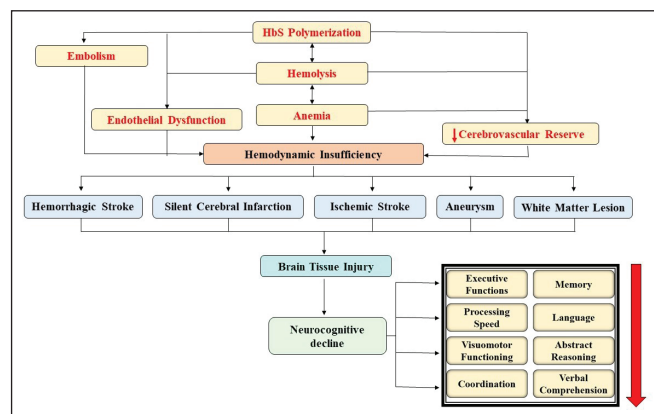 HbS Polymerization
Embolism
Hemolysis
Endothelial Dysfunction
Anemia
↓Cerebrovascular Reserve
Hemodynamic Insufficiency
Hemorrhagic Stroke
Silent Cerebral Infarction
Ischemic Stroke
Aneurysm
White Matter Lesion
Brain Tissue Injury
Neurocognitive
decline
Executive
Functions
Memory
Processing
Speed
Language
Visuomotor
Functioning
Abstract
Reasoning
Coordination
Verbal
Comprehension